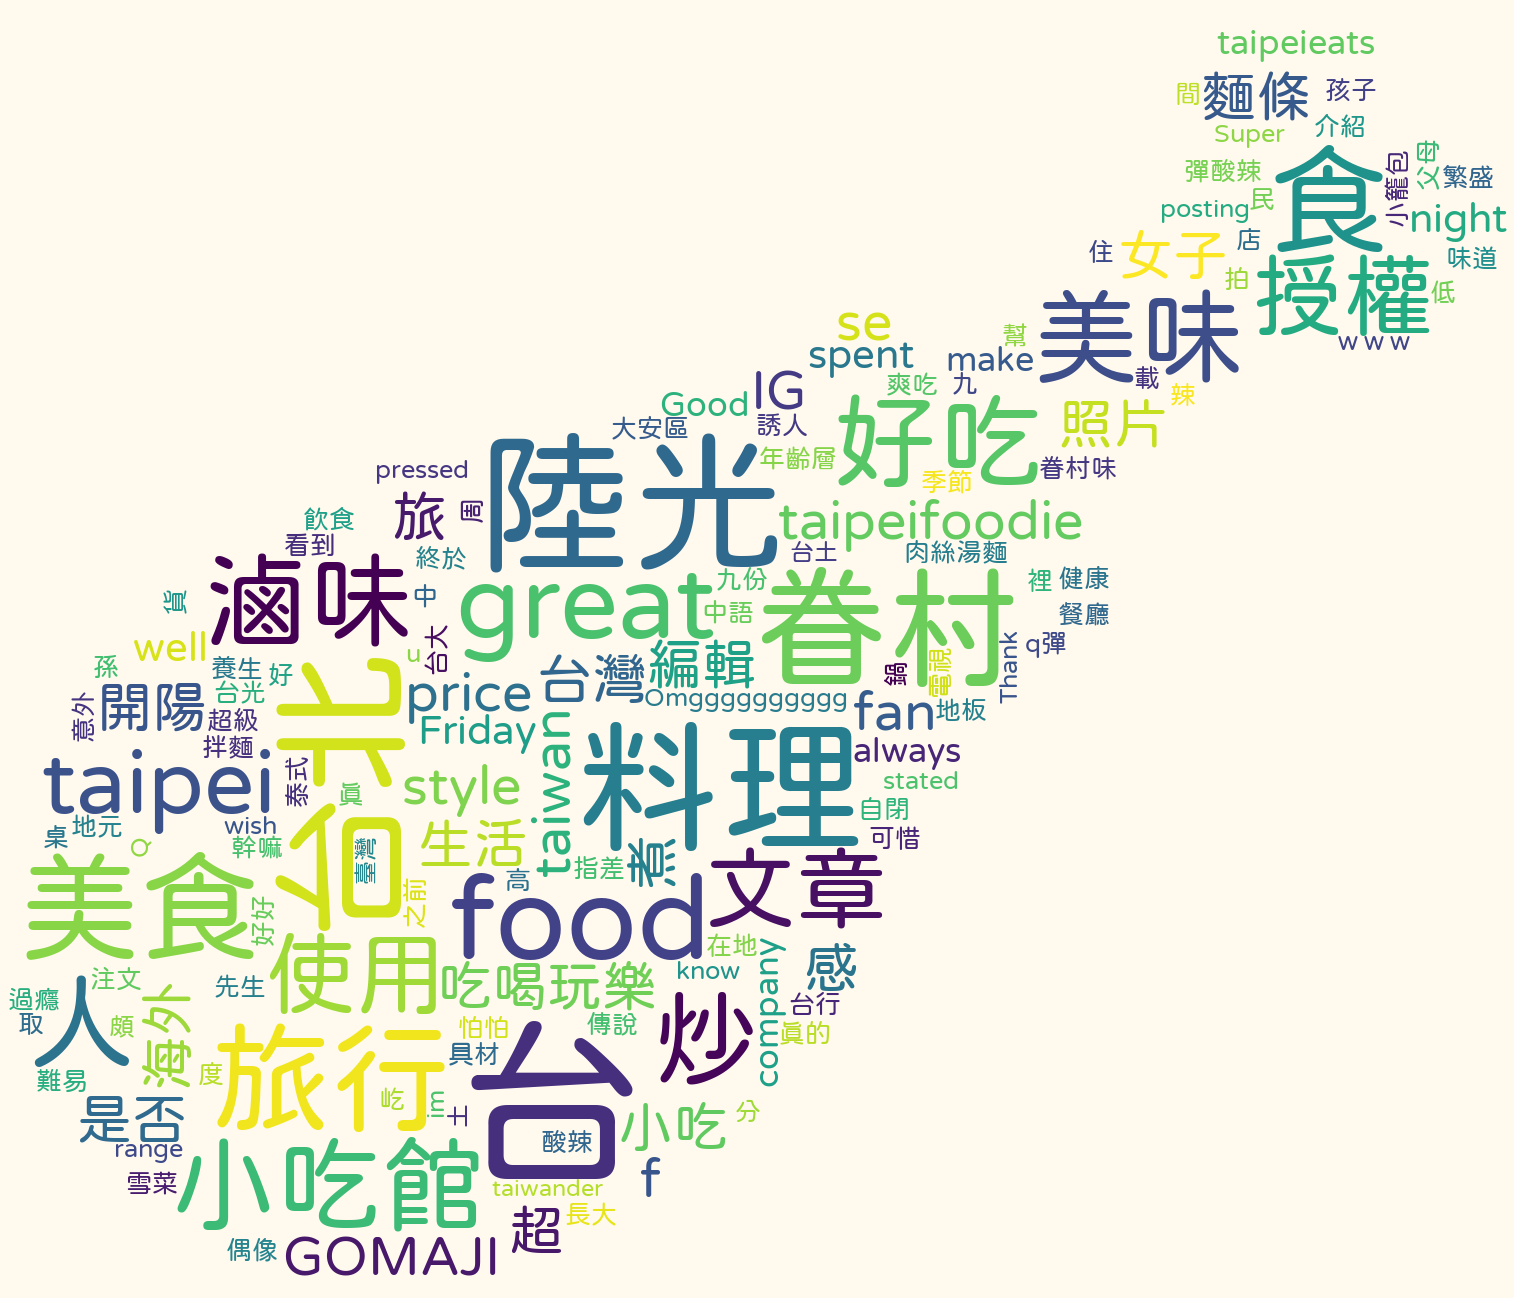 taipeieats
間
麵條
孩子
Super
介紹
食
小籠包
父母
繁盛
彈酸辣
民
posting
night
住
女子
店
味道
拍
授權
低
www
美味
se
幫
spent
make
載
辣
Good
IG
爽吃
九
大安區
誘人
好吃
照片
陸光
年齡層
季節
眷村味
pressed
旅
周
taipeifoodie
飲食
看到
終於
台土
肉絲湯麵
滷味
中
great
九份
中語
眷村
裡
健康
餐廳
貨
well
u
台大
編輯
鍋
電視
Thank
q彈
孫
養生
好
台北
price
台灣
Omgggggggggg
fan
地板
意外
開陽
台光
超級
Friday
taiwan
料理
always
拌麵
taipei
泰式
真
style
stated
自閉
桌
地元
wish
生活
可惜
Q
幹嘛
臺灣
指差
煮
文章
美食
好好
之前
高
food
使用
吃喝玩樂
在地
know
company
感
過癮
注文
先生
取
人
頗
海外
台行
怕怕
傳說
炒
真的
難易
度
旅行
具材
台
屹
im
士
是否
range
酸辣
小吃
分
雪菜
小吃館
f
taiwander
超
長大
偶像
GOMAJI